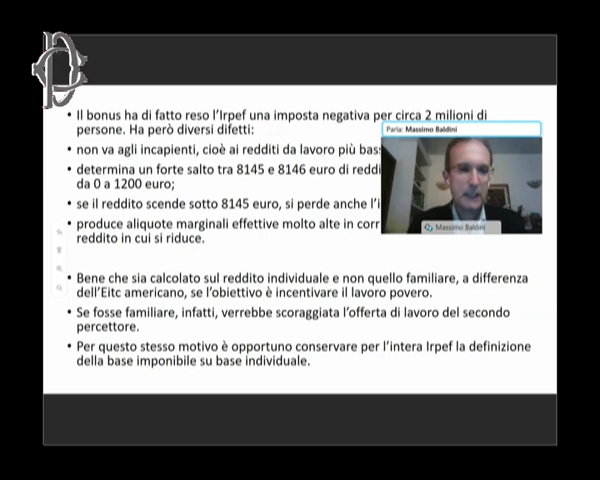 • Il bonus ha di fatto reso l'Irpef una imposta negativa per circa 2 milioni di
persone. Ha però diversi difetti:
• non va agli incapienti, cioè ai redditi da lavoro più
• determina un forte salto tra 8145 e 8146 euro di
da 0 a 1200 euro;
• se il reddito scende sotto 8145 euro, si perde anche
• produce aliquote marginali effettive molto alte in
reddito in cui si riduce.
Parla: Massimo Baldini
Massimo Baldini
• Bene che sia calcolato sul reddito individuale e non quello familiare, a differenza
dell'Eitc americano, se l'obiettivo è incentivare il lavoro povero.
• Se fosse familiare, infatti, verrebbe scoraggiata l'offerta di lavoro del secondo
percettore.
• Per questo stesso motivo è opportuno conservare per l'intera Irpef la definizione
della base imponibile su base individuale.